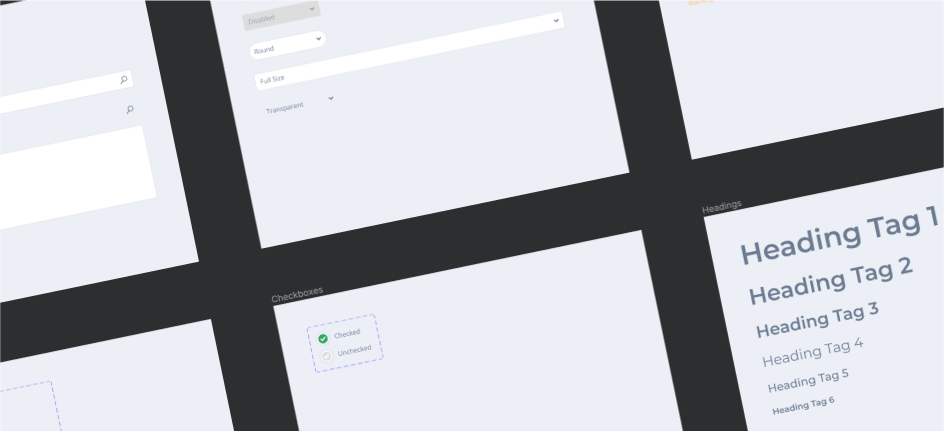 Disabled
Round
Full Size
Transparent
Checkboxes
Checked
Unchecked
Headings
Heading Tag 1
Heading Tag 2
Heading Tag 3
Heading Tag 4
Heading Tag 5
Heading Tag 6